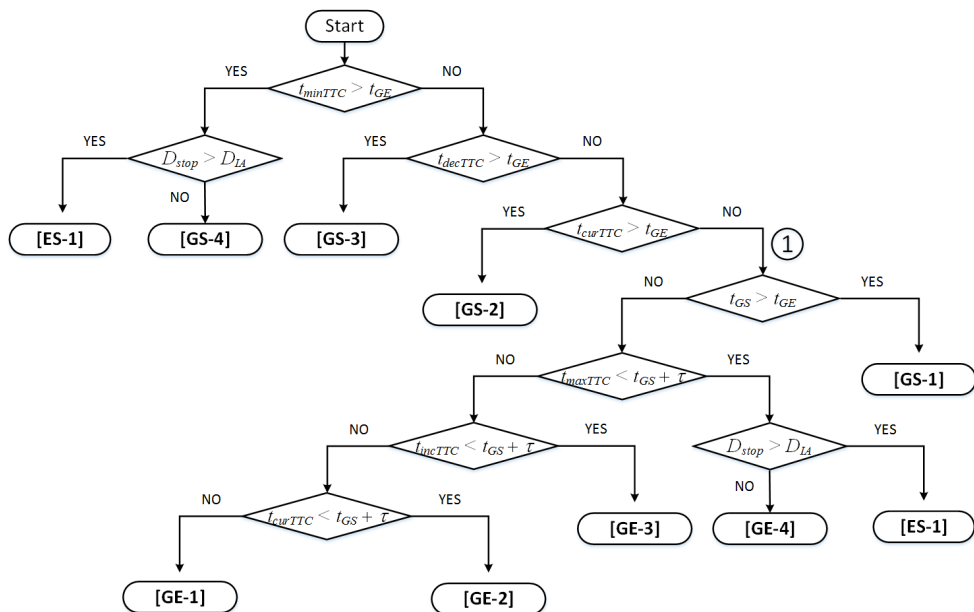 Start
YES
NO
t_minTTC > t_GE
YES
D_stop > D_IA
YES
t_decTTC > t_GE
NO
NO
[ES-1]
[GS-4]
[GS-3]
YES
t_curTTC > t_GE
NO
①
[GS-2]
NO
t_GS > t_GE
YES
NO
t_maxTTC < t_GS + τ
YES
[GS-1]
NO
t_incTTC < t_GS + τ
YES
D_stop > D_IA
YES
NO
NO
t_curTTC < t_GS + τ
YES
[GE-3]
[GE-4]
[ES-1]
[GE-1]
[GE-2]